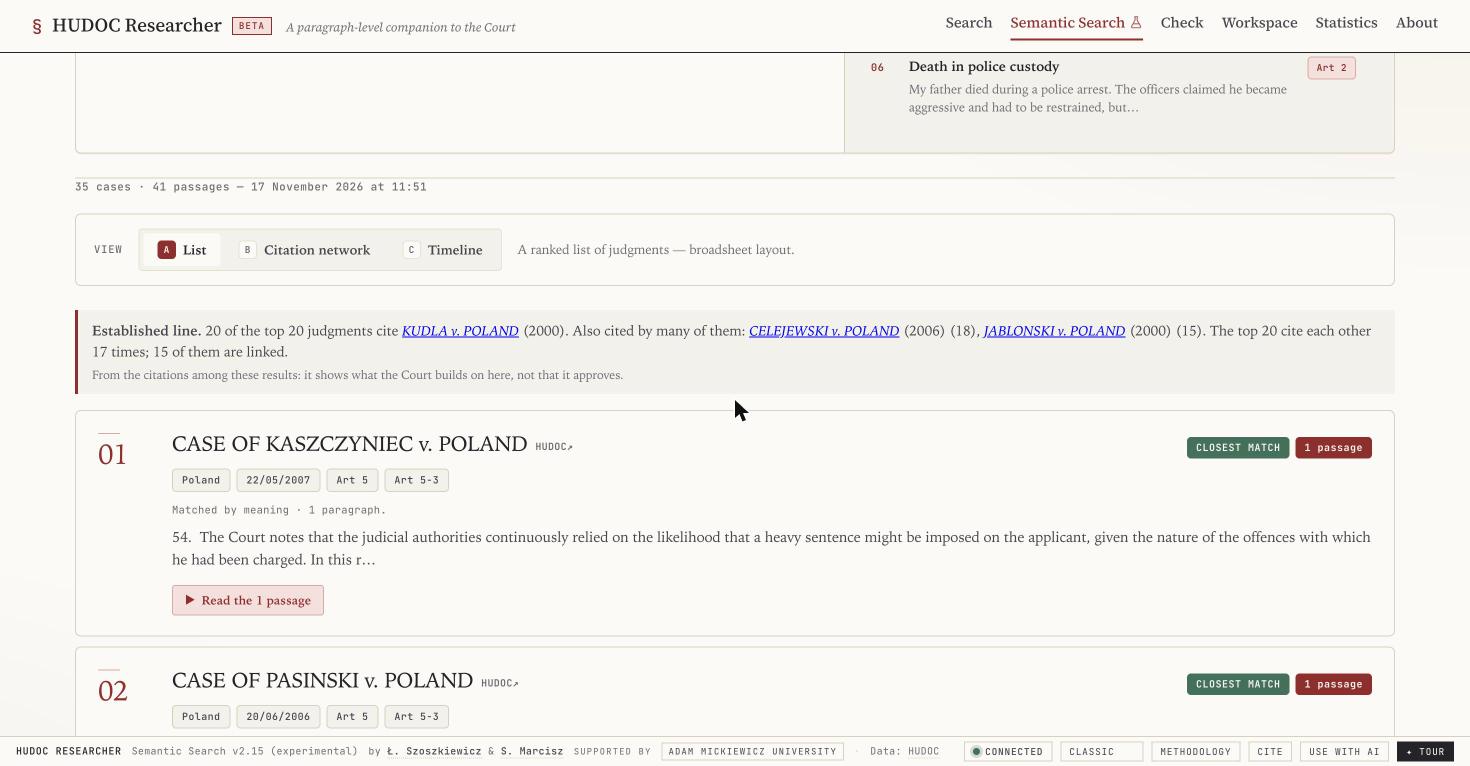 § HUDOC Researcher BETA A paragraph-level companion to the Court
Search Semantic Search Check Workspace Statistics About
06 Death in police custody Art 2
My father died during a police arrest. The officers claimed he became
aggressive and had to be restrained, but…
35 cases · 41 passages — 17 November 2026 at 11:51
VIEW A List B Citation network C Timeline A ranked list of judgments — broadsheet layout.
Established line. 20 of the top 20 judgments cite KUDLA v. POLAND (2000). Also cited by many of them: CELEJEWSKI v. POLAND (2006) (18), JABLONSKI v. POLAND (2000) (15). The top 20 cite each other
17 times; 15 of them are linked.
From the citations among these results: it shows what the Court builds on here, not that it approves.
01 CASE OF KASZCZYNIEC v. POLAND HUDOC↗ CLOSEST MATCH 1 passage
Poland 22/05/2007 Art 5 Art 5-3
Matched by meaning · 1 paragraph.
54. The Court notes that the judicial authorities continuously relied on the likelihood that a heavy sentence might be imposed on the applicant, given the nature of the offences with which
he had been charged. In this r…
▶ Read the 1 passage
02 CASE OF PASINSKI v. POLAND HUDOC↗ CLOSEST MATCH 1 passage
Poland 20/06/2006 Art 5 Art 5-3
HUDOC RESEARCHER Semantic Search v2.15 (experimental) by Ł. Szoszkiewicz & S. Marcisz SUPPORTED BY ADAM MICKIEWICZ UNIVERSITY · Data: HUDOC CONNECTED CLASSIC METHODOLOGY CITE USE WITH AI ✦ TOUR